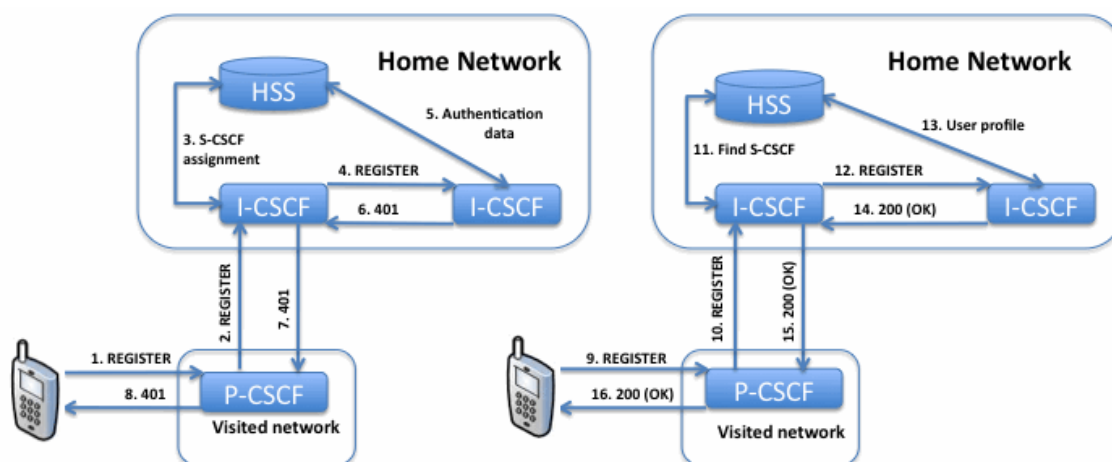 Home Network
HSS
5. Authentication
data
3. S-CSCF
assignment
4. REGISTER
I-CSCF
I-CSCF
6. 401
2. REGISTER
7. 401
1. REGISTER
8. 401
P-CSCF
Visited network
Home Network
HSS
13. User profile
11. Find S-CSCF
12. REGISTER
I-CSCF
I-CSCF
14. 200 (OK)
10. REGISTER
15. 200 (OK)
9. REGISTER
16. 200 (OK)
P-CSCF
Visited network